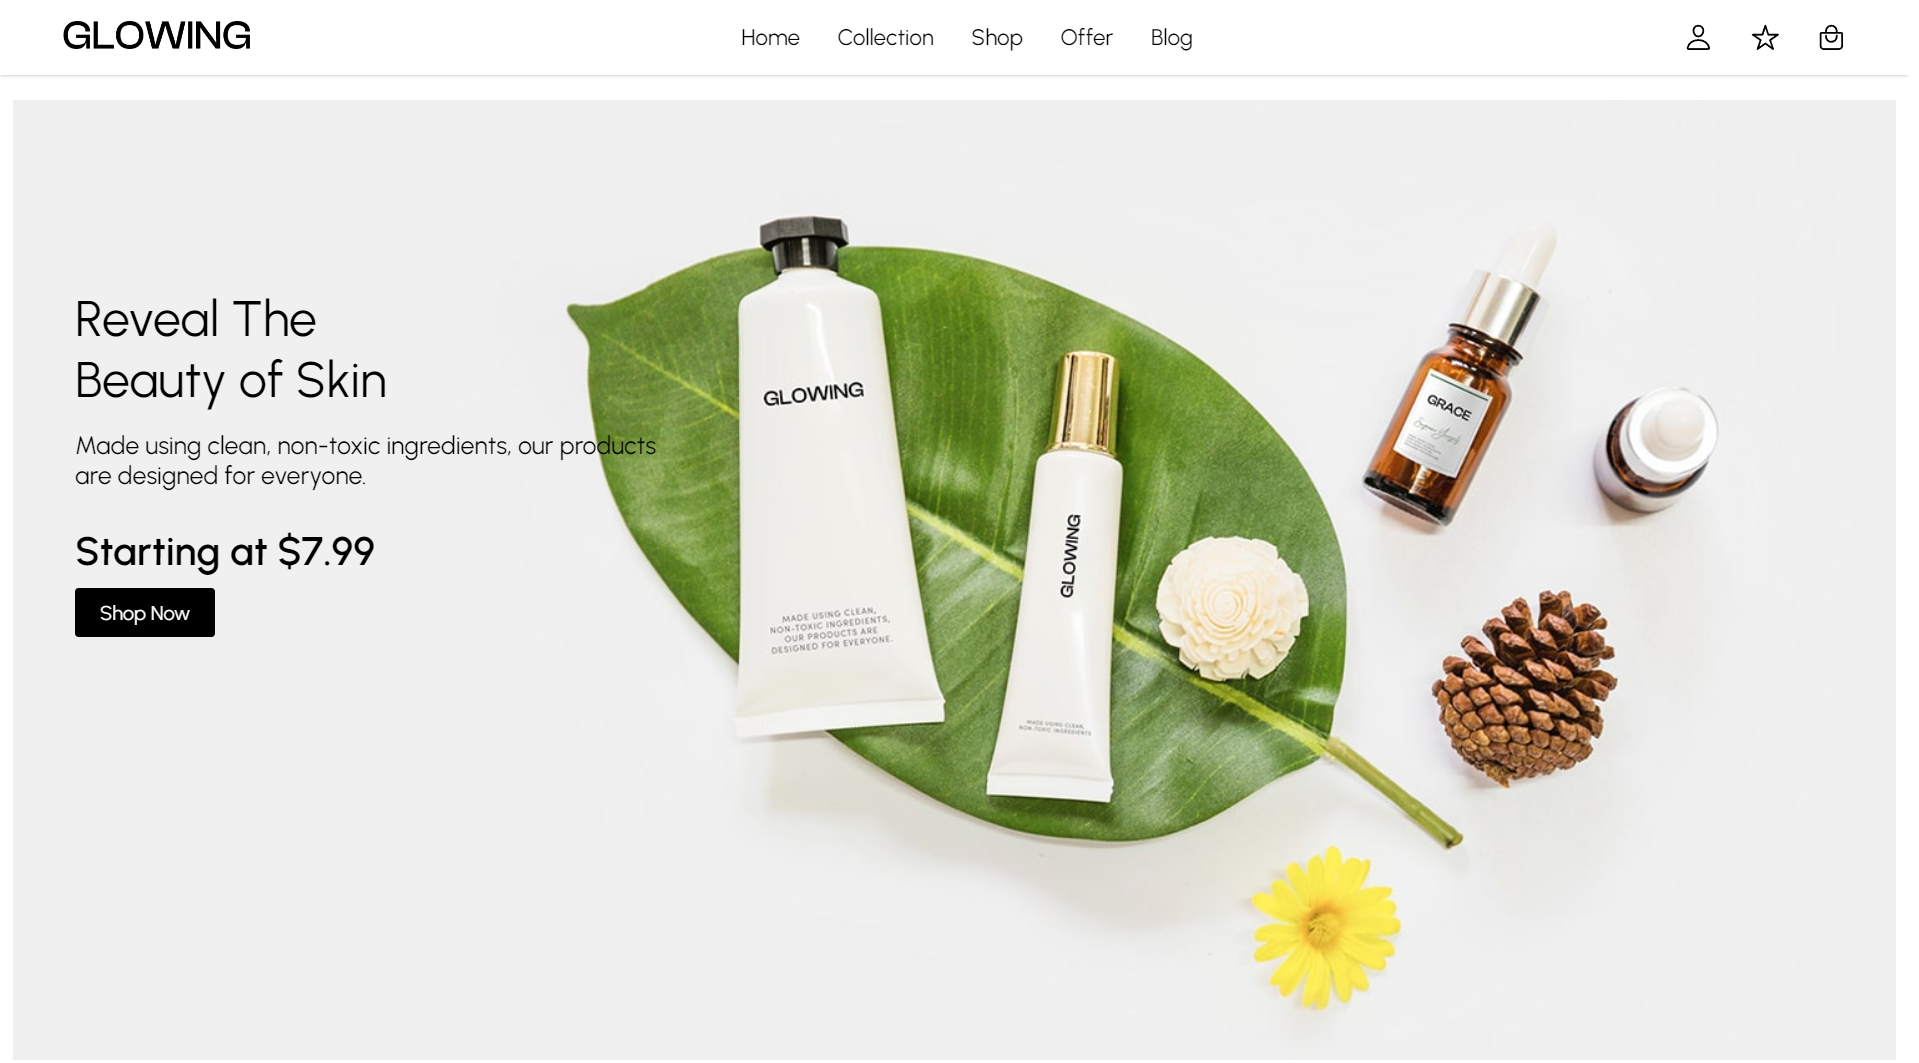 GLOWING
Home Collection Shop Offer Blog
Reveal The
Beauty of Skin
Made using clean, non-toxic ingredients, our products
are designed for everyone.
Starting at $7.99
Shop Now
GLOWING
MADE USING CLEAN,
NON-TOXIC INGREDIENTS,
OUR PRODUCTS ARE
DESIGNED FOR EVERYONE.
GLOWING
MADE USING CLEAN,
NON-TOXIC INGREDIENTS
GRACE